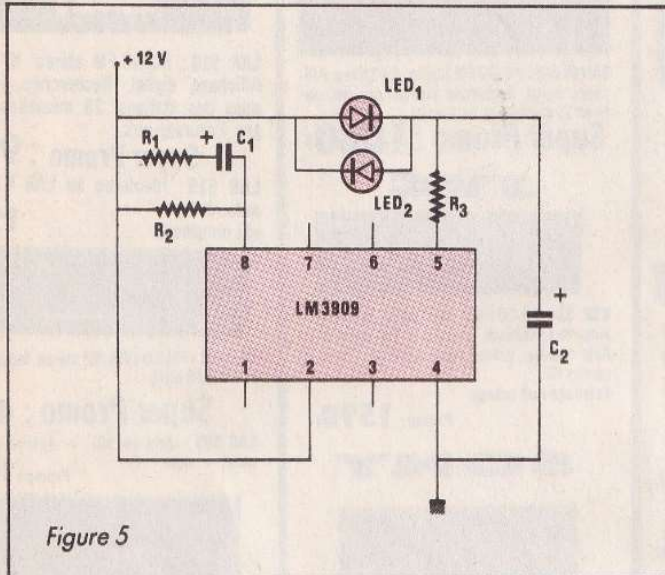 + 12 V
LED₁
R₁
+
C₁
LED₂
R₂
R₃
8
7
6
5
LM3909
+
C₂
1
2
3
4
Figure 5